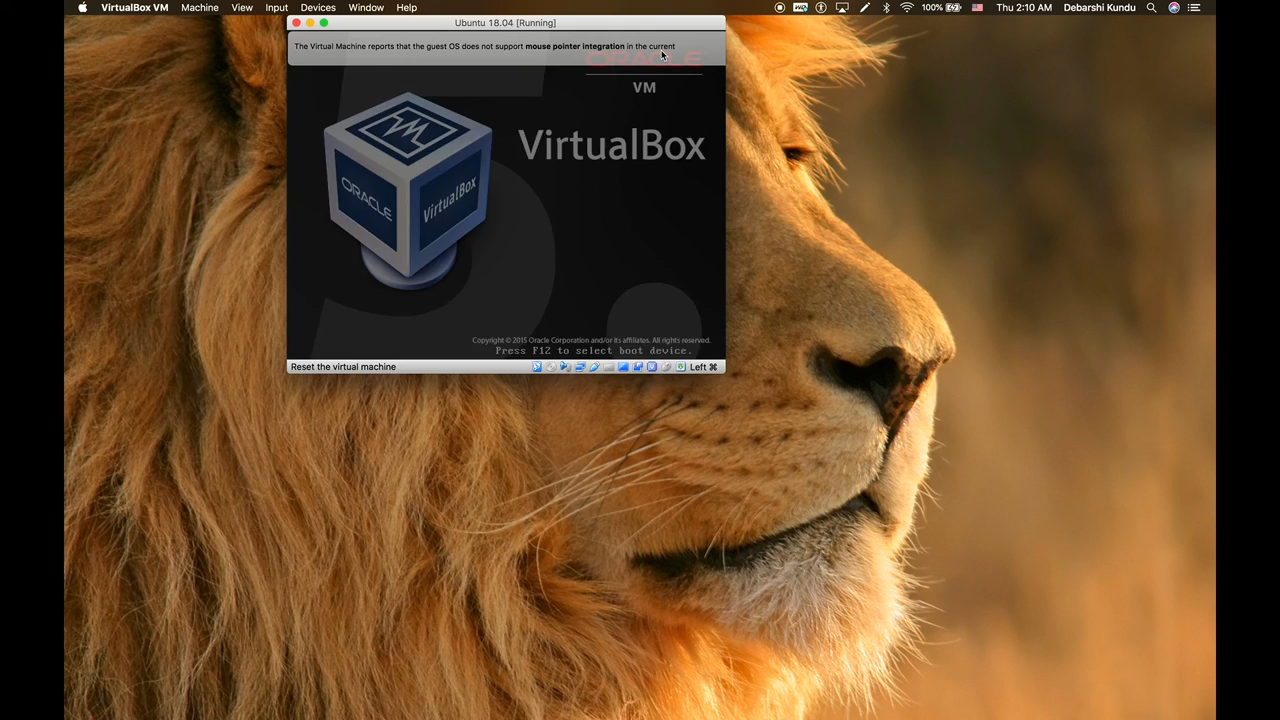 VirtualBox VM Machine View Input Devices Window Help 100% Thu 2:10 AM Debarshi Kundu
Ubuntu 18.04 [Running]
The Virtual Machine reports that the guest OS does not support mouse pointer integration in the current
ORACLE
VM
VirtualBox
ORACLE
VirtualBox
5.
Copyright © 2015 Oracle Corporation and/or its affiliates. All rights reserved.
Press F12 to select boot device.
Reset the virtual machine Left ⌘